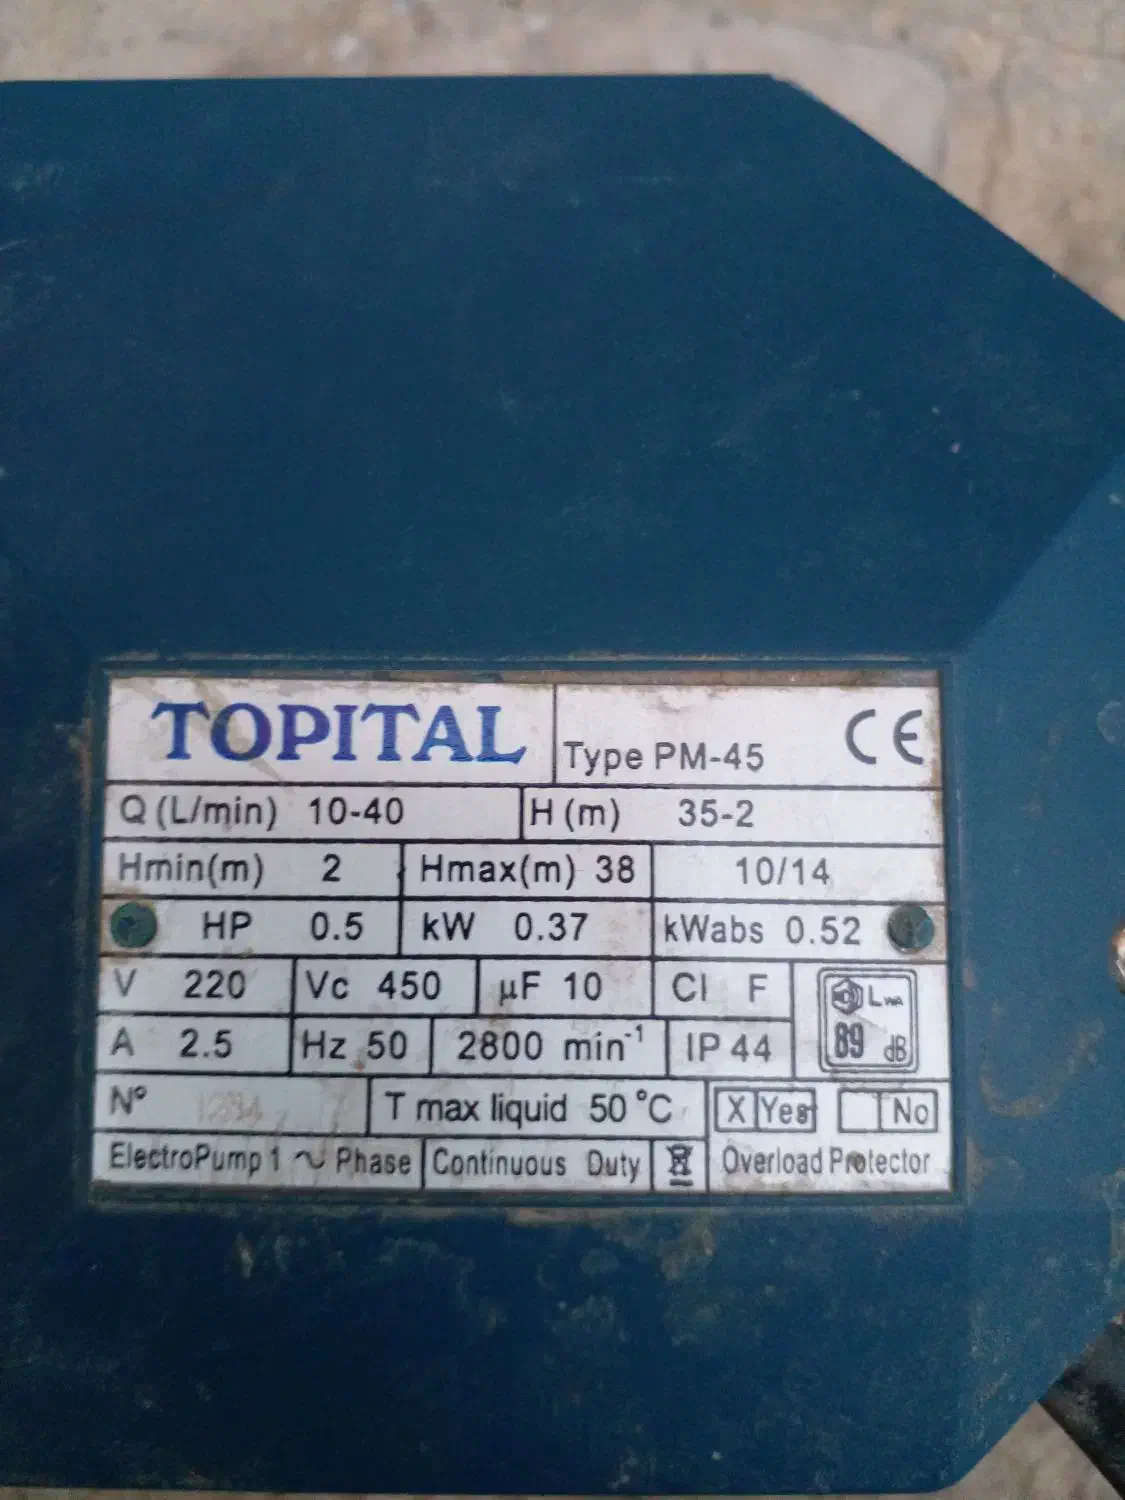 TOPITAL Type PM-45 CE
Q (L/min) 10-40 H (m) 35-2
Hmin(m) 2 Hmax(m) 38 10/14
HP 0.5 kW 0.37 kWabs 0.52
V 220 Vc 450 µF 10 Cl F LWA
A 2.5 Hz 50 2800 min-1 IP 44 89 dB
Nº T max liquid 50 °C X Yes No
ElectroPump 1 ~ Phase Continuous Duty Overload Protector